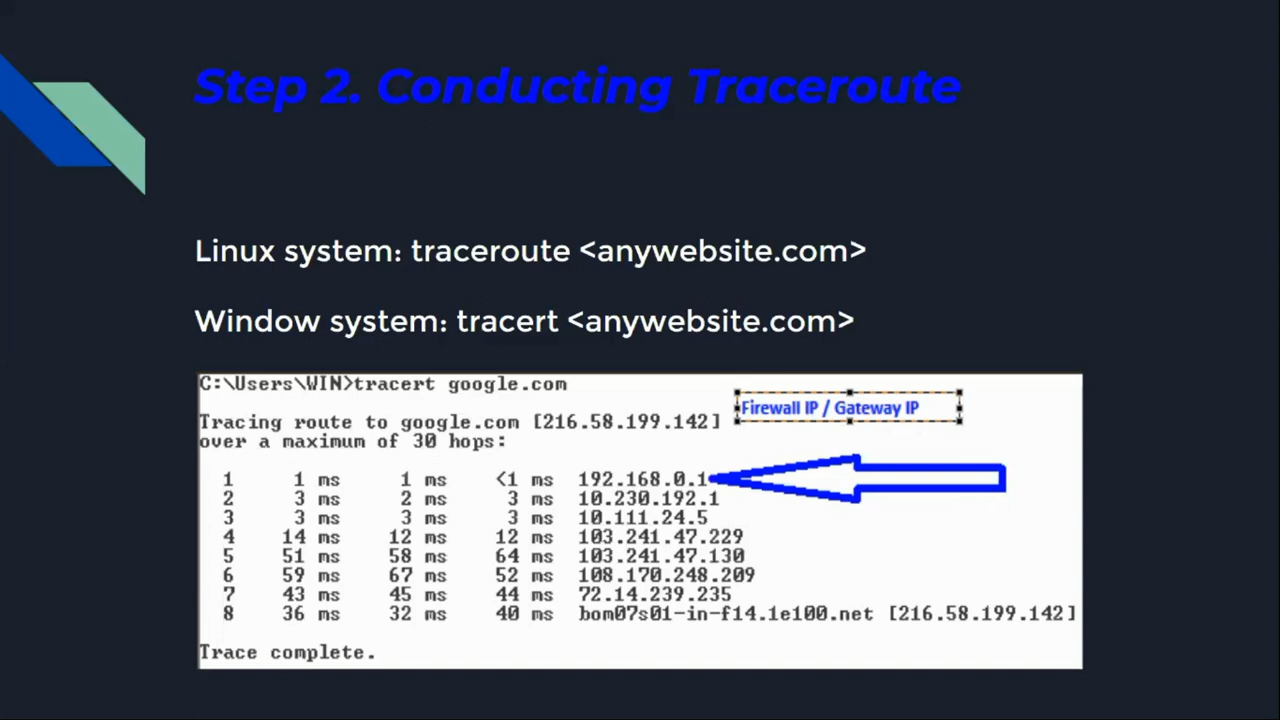 Step 2. Conducting Traceroute
Linux system: traceroute <anywebsite.com>
Window system: tracert <anywebsite.com>
C:\Users\WIN>tracert google.com
Firewall IP / Gateway IP
Tracing route to google.com [216.58.199.142]
over a maximum of 30 hops:
1 1 ms 1 ms <1 ms 192.168.0.1
2 3 ms 2 ms 3 ms 10.230.192.1
3 3 ms 3 ms 3 ms 10.111.24.5
4 14 ms 12 ms 12 ms 103.241.47.229
5 51 ms 58 ms 64 ms 103.241.47.130
6 59 ms 67 ms 52 ms 108.170.248.209
7 43 ms 45 ms 44 ms 72.14.239.235
8 36 ms 32 ms 40 ms bom07s01-in-f14.1e100.net [216.58.199.142]
Trace complete.